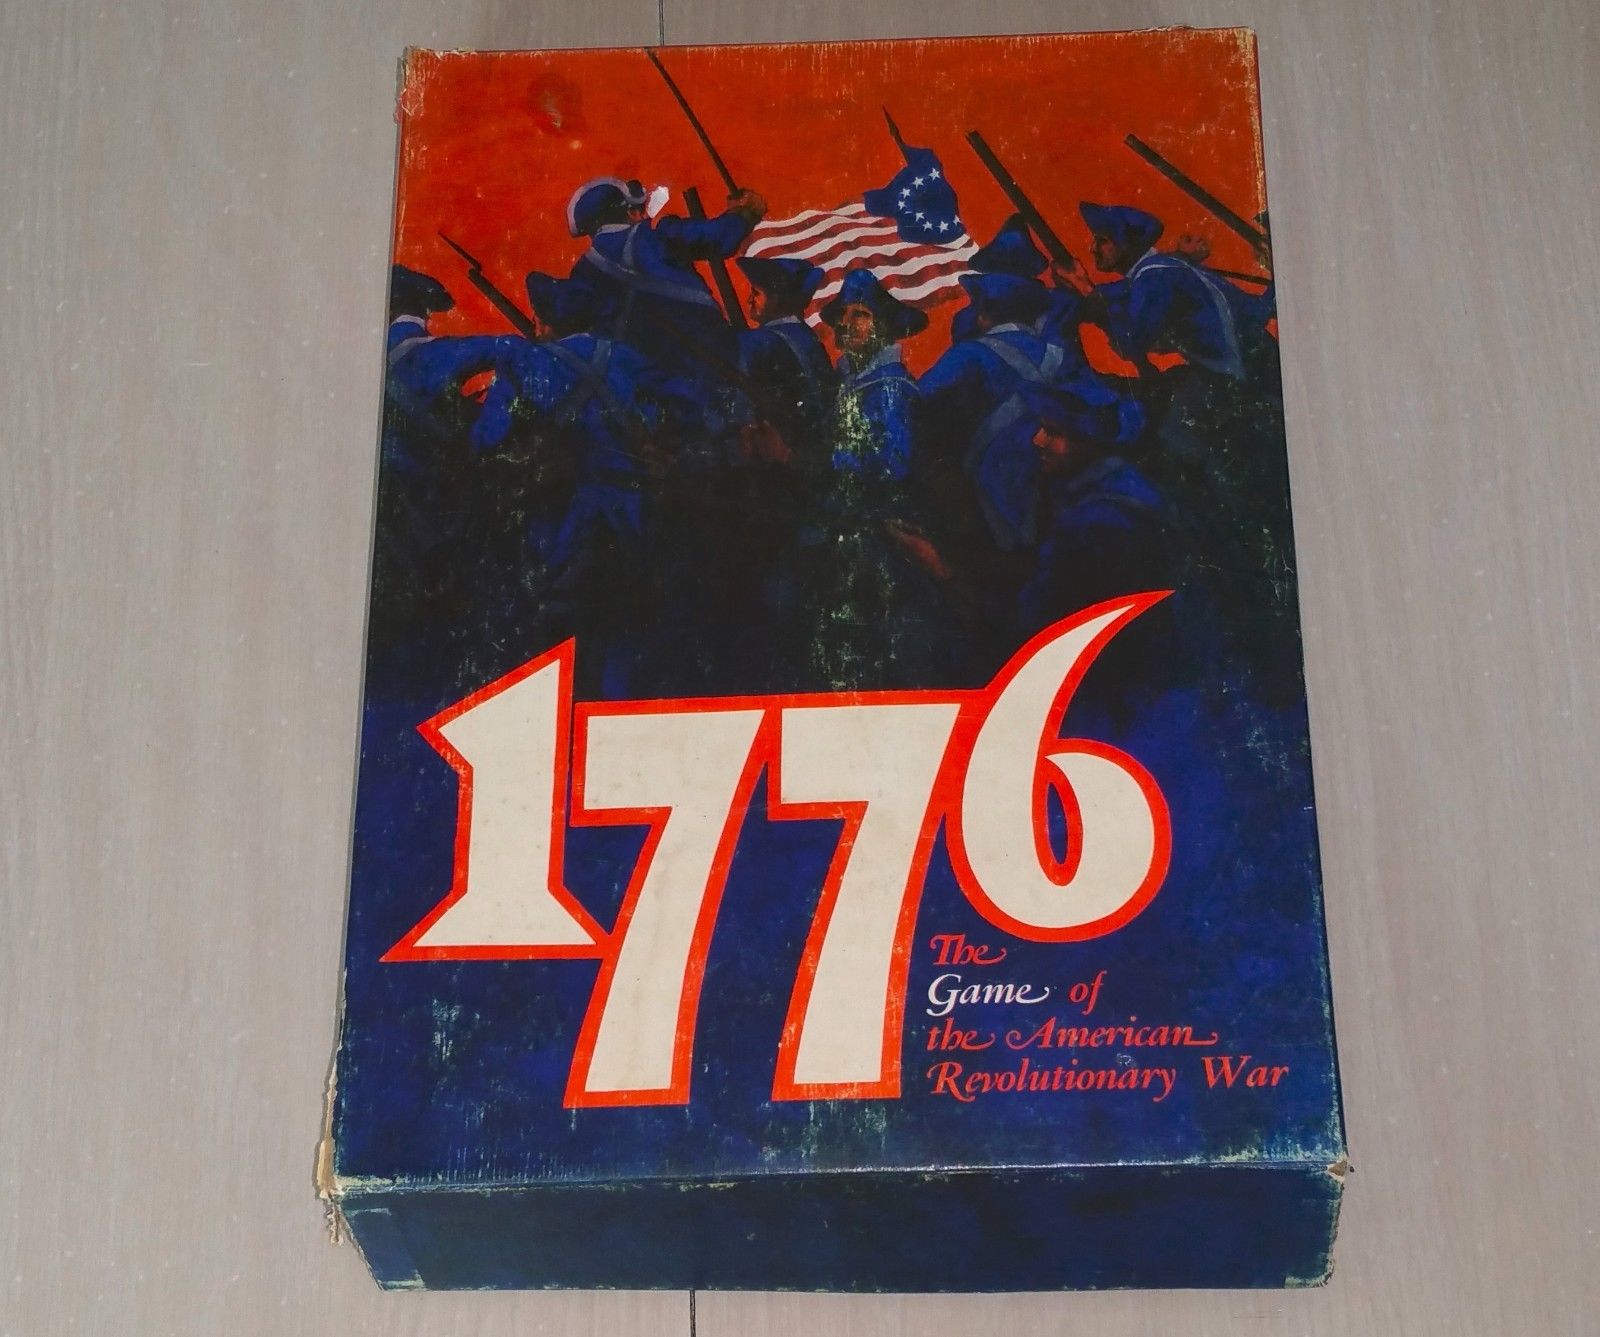 1776
The
Game of
the American
Revolutionary War